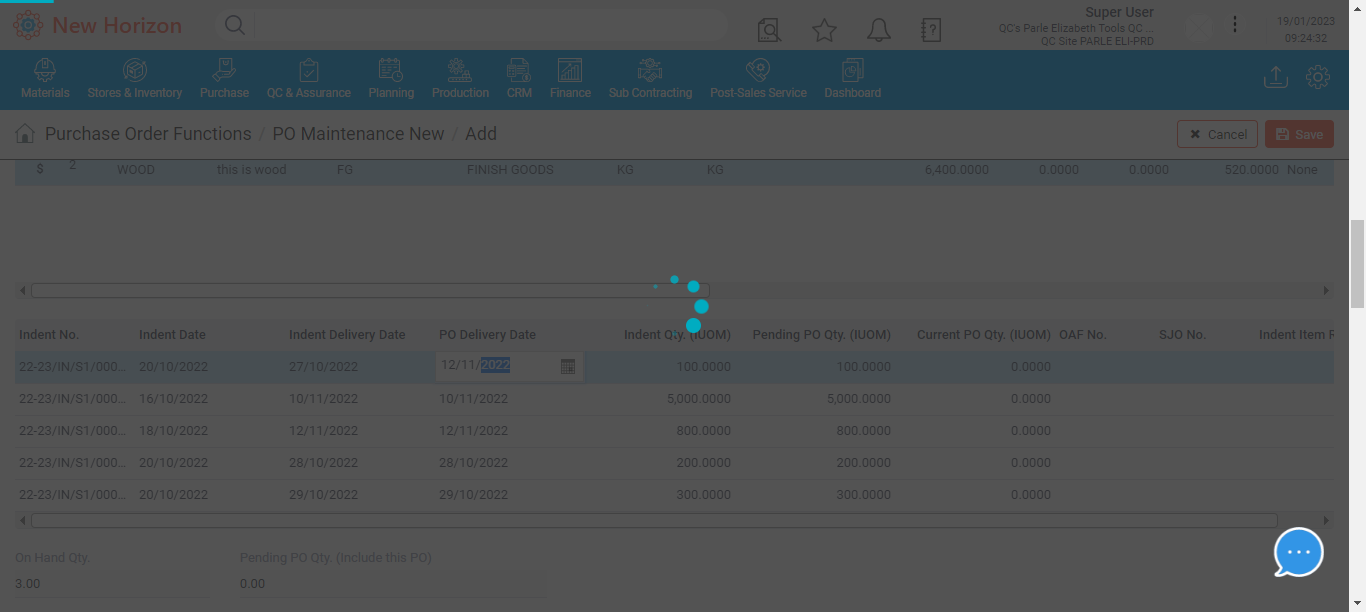 New Horizon
Super User
QC's Parle Elizabeth Tools QC ...
QC Site PARLE ELI-PRD
19/01/2023
09:24:32
Materials Stores & Inventory Purchase QC & Assurance Planning Production CRM Finance Sub Contracting Post-Sales Service Dashboard
Purchase Order Functions / PO Maintenance New / Add
Cancel Save
$ 2 WOOD this is wood FG FINISH GOODS KG KG 6,400.0000 0.0000 0.0000 520.0000 None
Indent No. Indent Date Indent Delivery Date PO Delivery Date Indent Qty. (IUOM) Pending PO Qty. (IUOM) Current PO Qty. (IUOM) OAF No. SJO No. Indent Item R
22-23/IN/S1/000... 20/10/2022 27/10/2022 12/11/2022 100.0000 100.0000 0.0000
22-23/IN/S1/000... 16/10/2022 10/11/2022 10/11/2022 5,000.0000 5,000.0000 0.0000
22-23/IN/S1/000... 18/10/2022 12/11/2022 12/11/2022 800.0000 800.0000 0.0000
22-23/IN/S1/000... 20/10/2022 28/10/2022 28/10/2022 200.0000 200.0000 0.0000
22-23/IN/S1/000... 20/10/2022 29/10/2022 29/10/2022 300.0000 300.0000 0.0000
On Hand Qty. Pending PO Qty. (Include this PO)
3.00 0.00